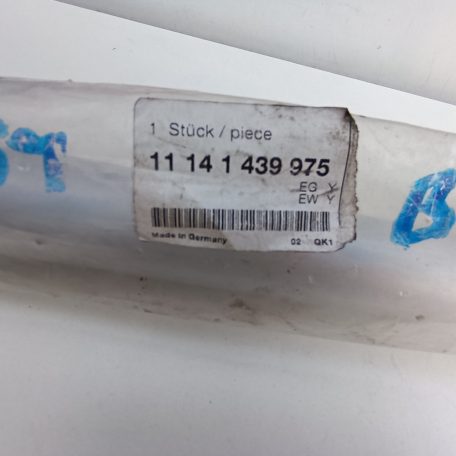 1 Stück / piece
11 14 1 439 975
EG Y
EW Y
Made in Germany 02 QK1